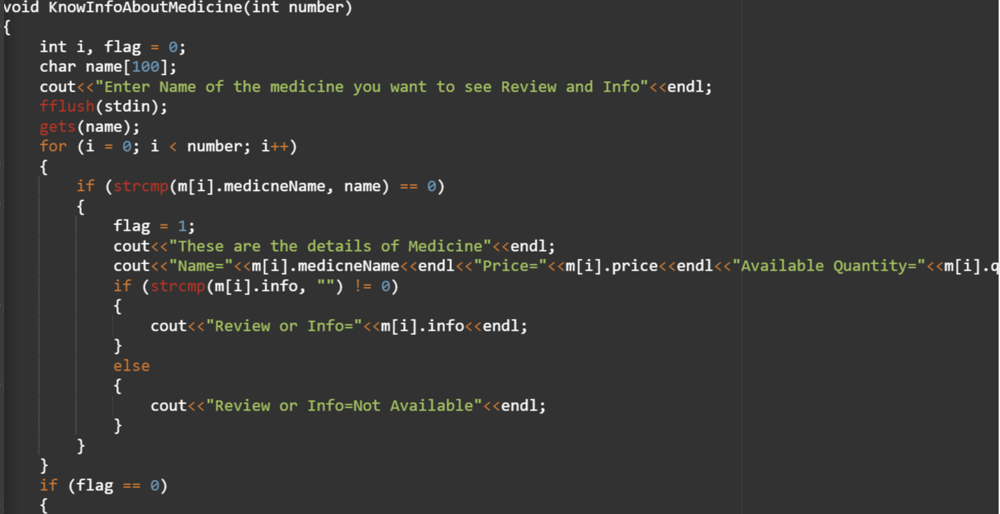 void KnowInfoAboutMedicine(int number)
{
    int i, flag = 0;
    char name[100];
    cout<<"Enter Name of the medicine you want to see Review and Info"<<endl;
    fflush(stdin);
    gets(name);
    for (i = 0; i < number; i++)
    {
        if (strcmp(m[i].medicneName, name) == 0)
        {
            flag = 1;
            cout<<"These are the details of Medicine"<<endl;
            cout<<"Name="<<m[i].medicneName<<endl<<"Price="<<m[i].price<<endl<<"Available Quantity="<<m[i].q
            if (strcmp(m[i].info, "") != 0)
            {
                cout<<"Review or Info="<<m[i].info<<endl;
            }
            else
            {
                cout<<"Review or Info=Not Available"<<endl;
            }
        }
    }
    if (flag == 0)
    {